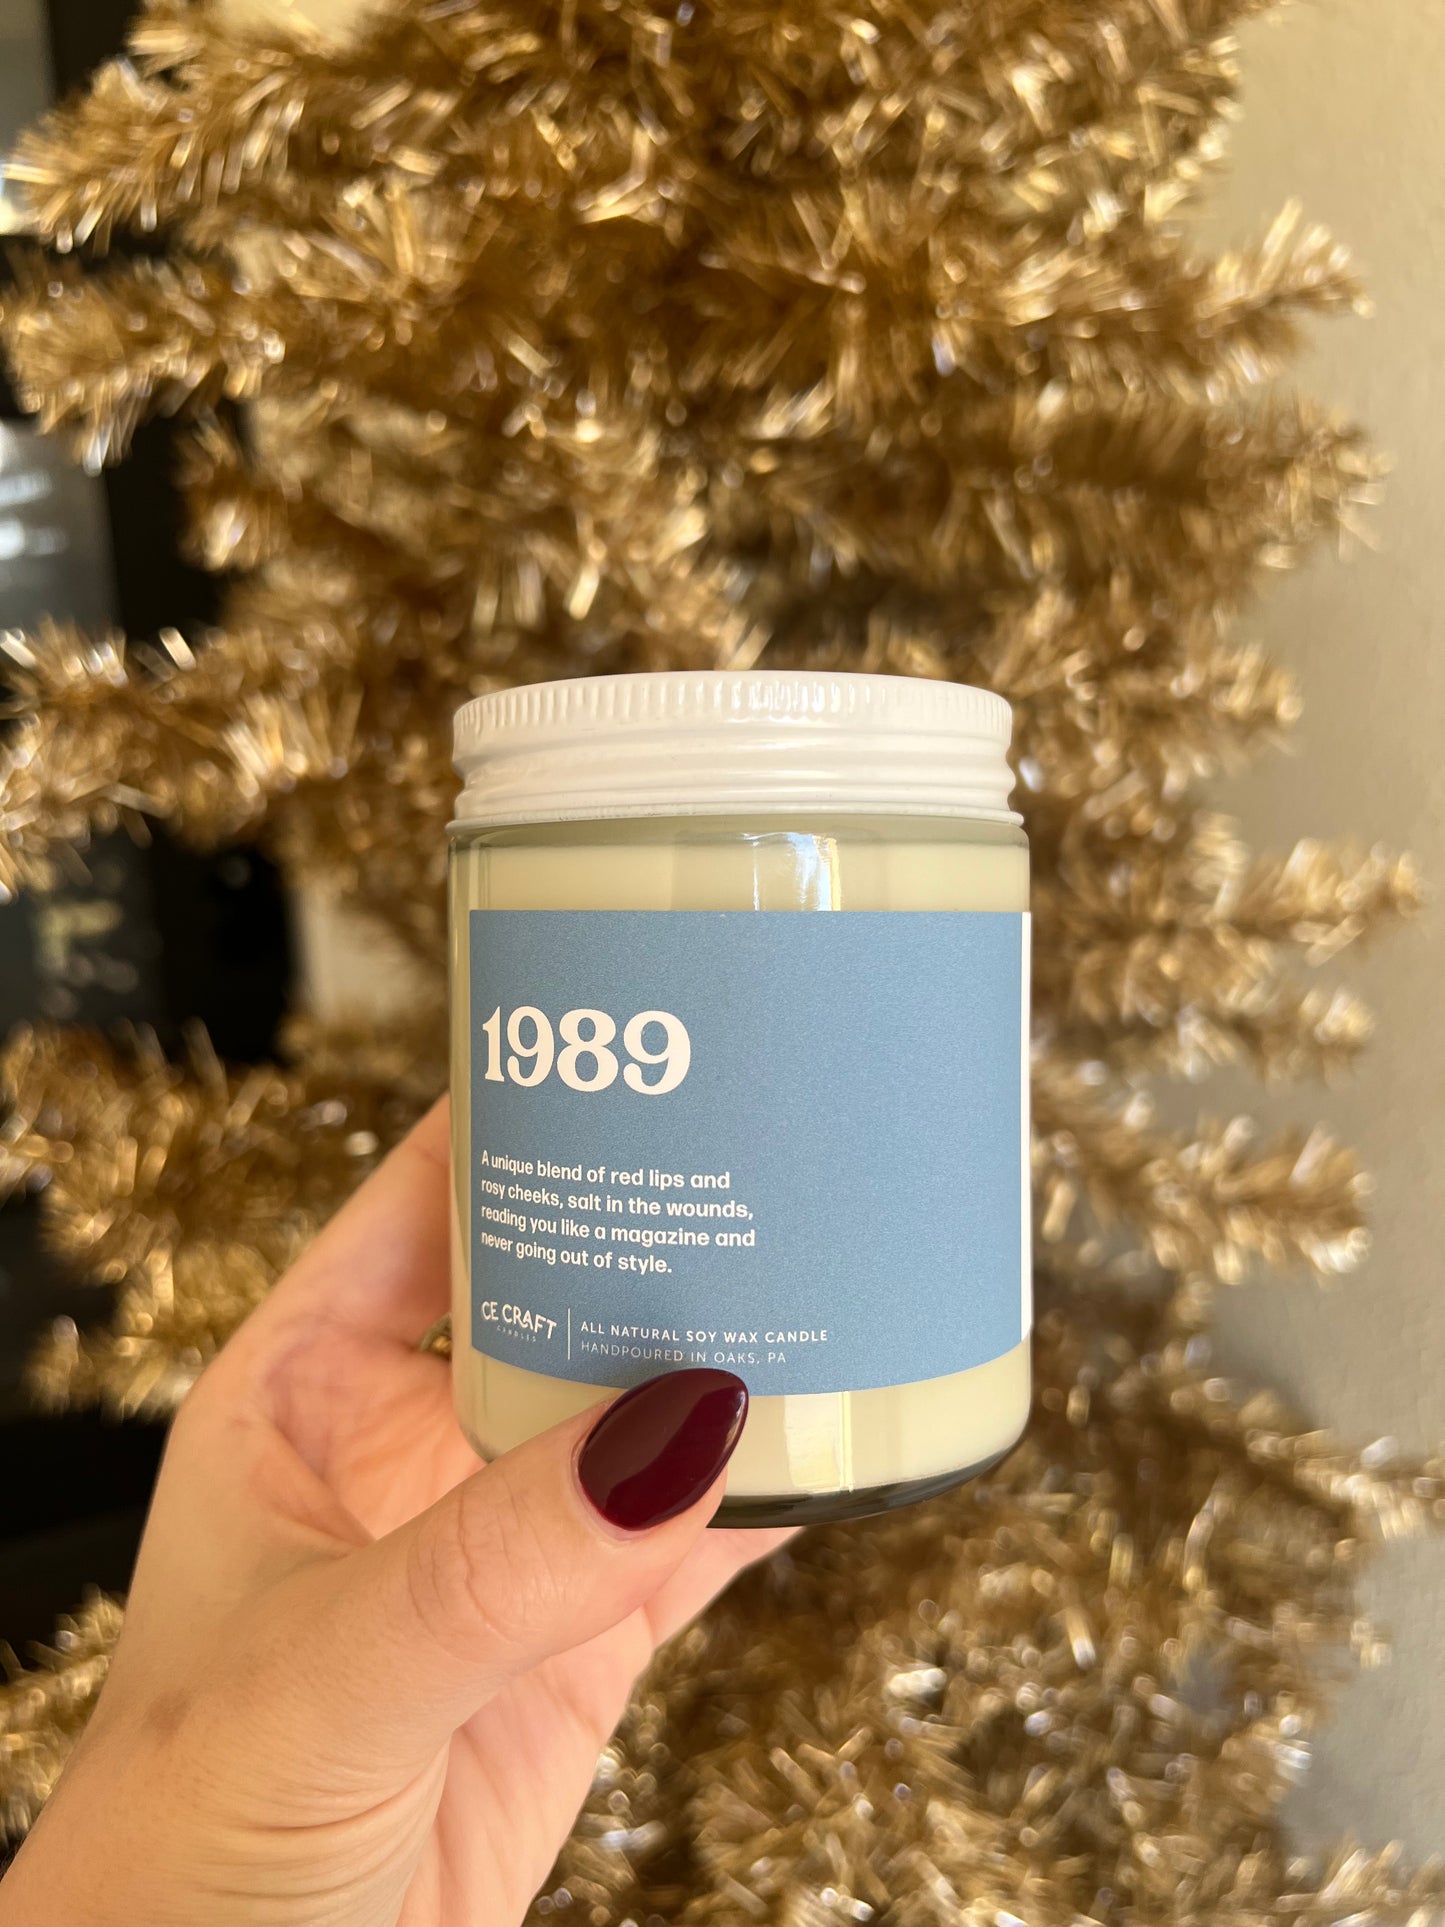 1989
A unique blend of red lips and
rosy cheeks, salt in the wounds,
reading you like a magazine and
never going out of style.
CE CRAFT
CANDLES
ALL NATURAL SOY WAX CANDLE
HANDPOURED IN OAKS, PA